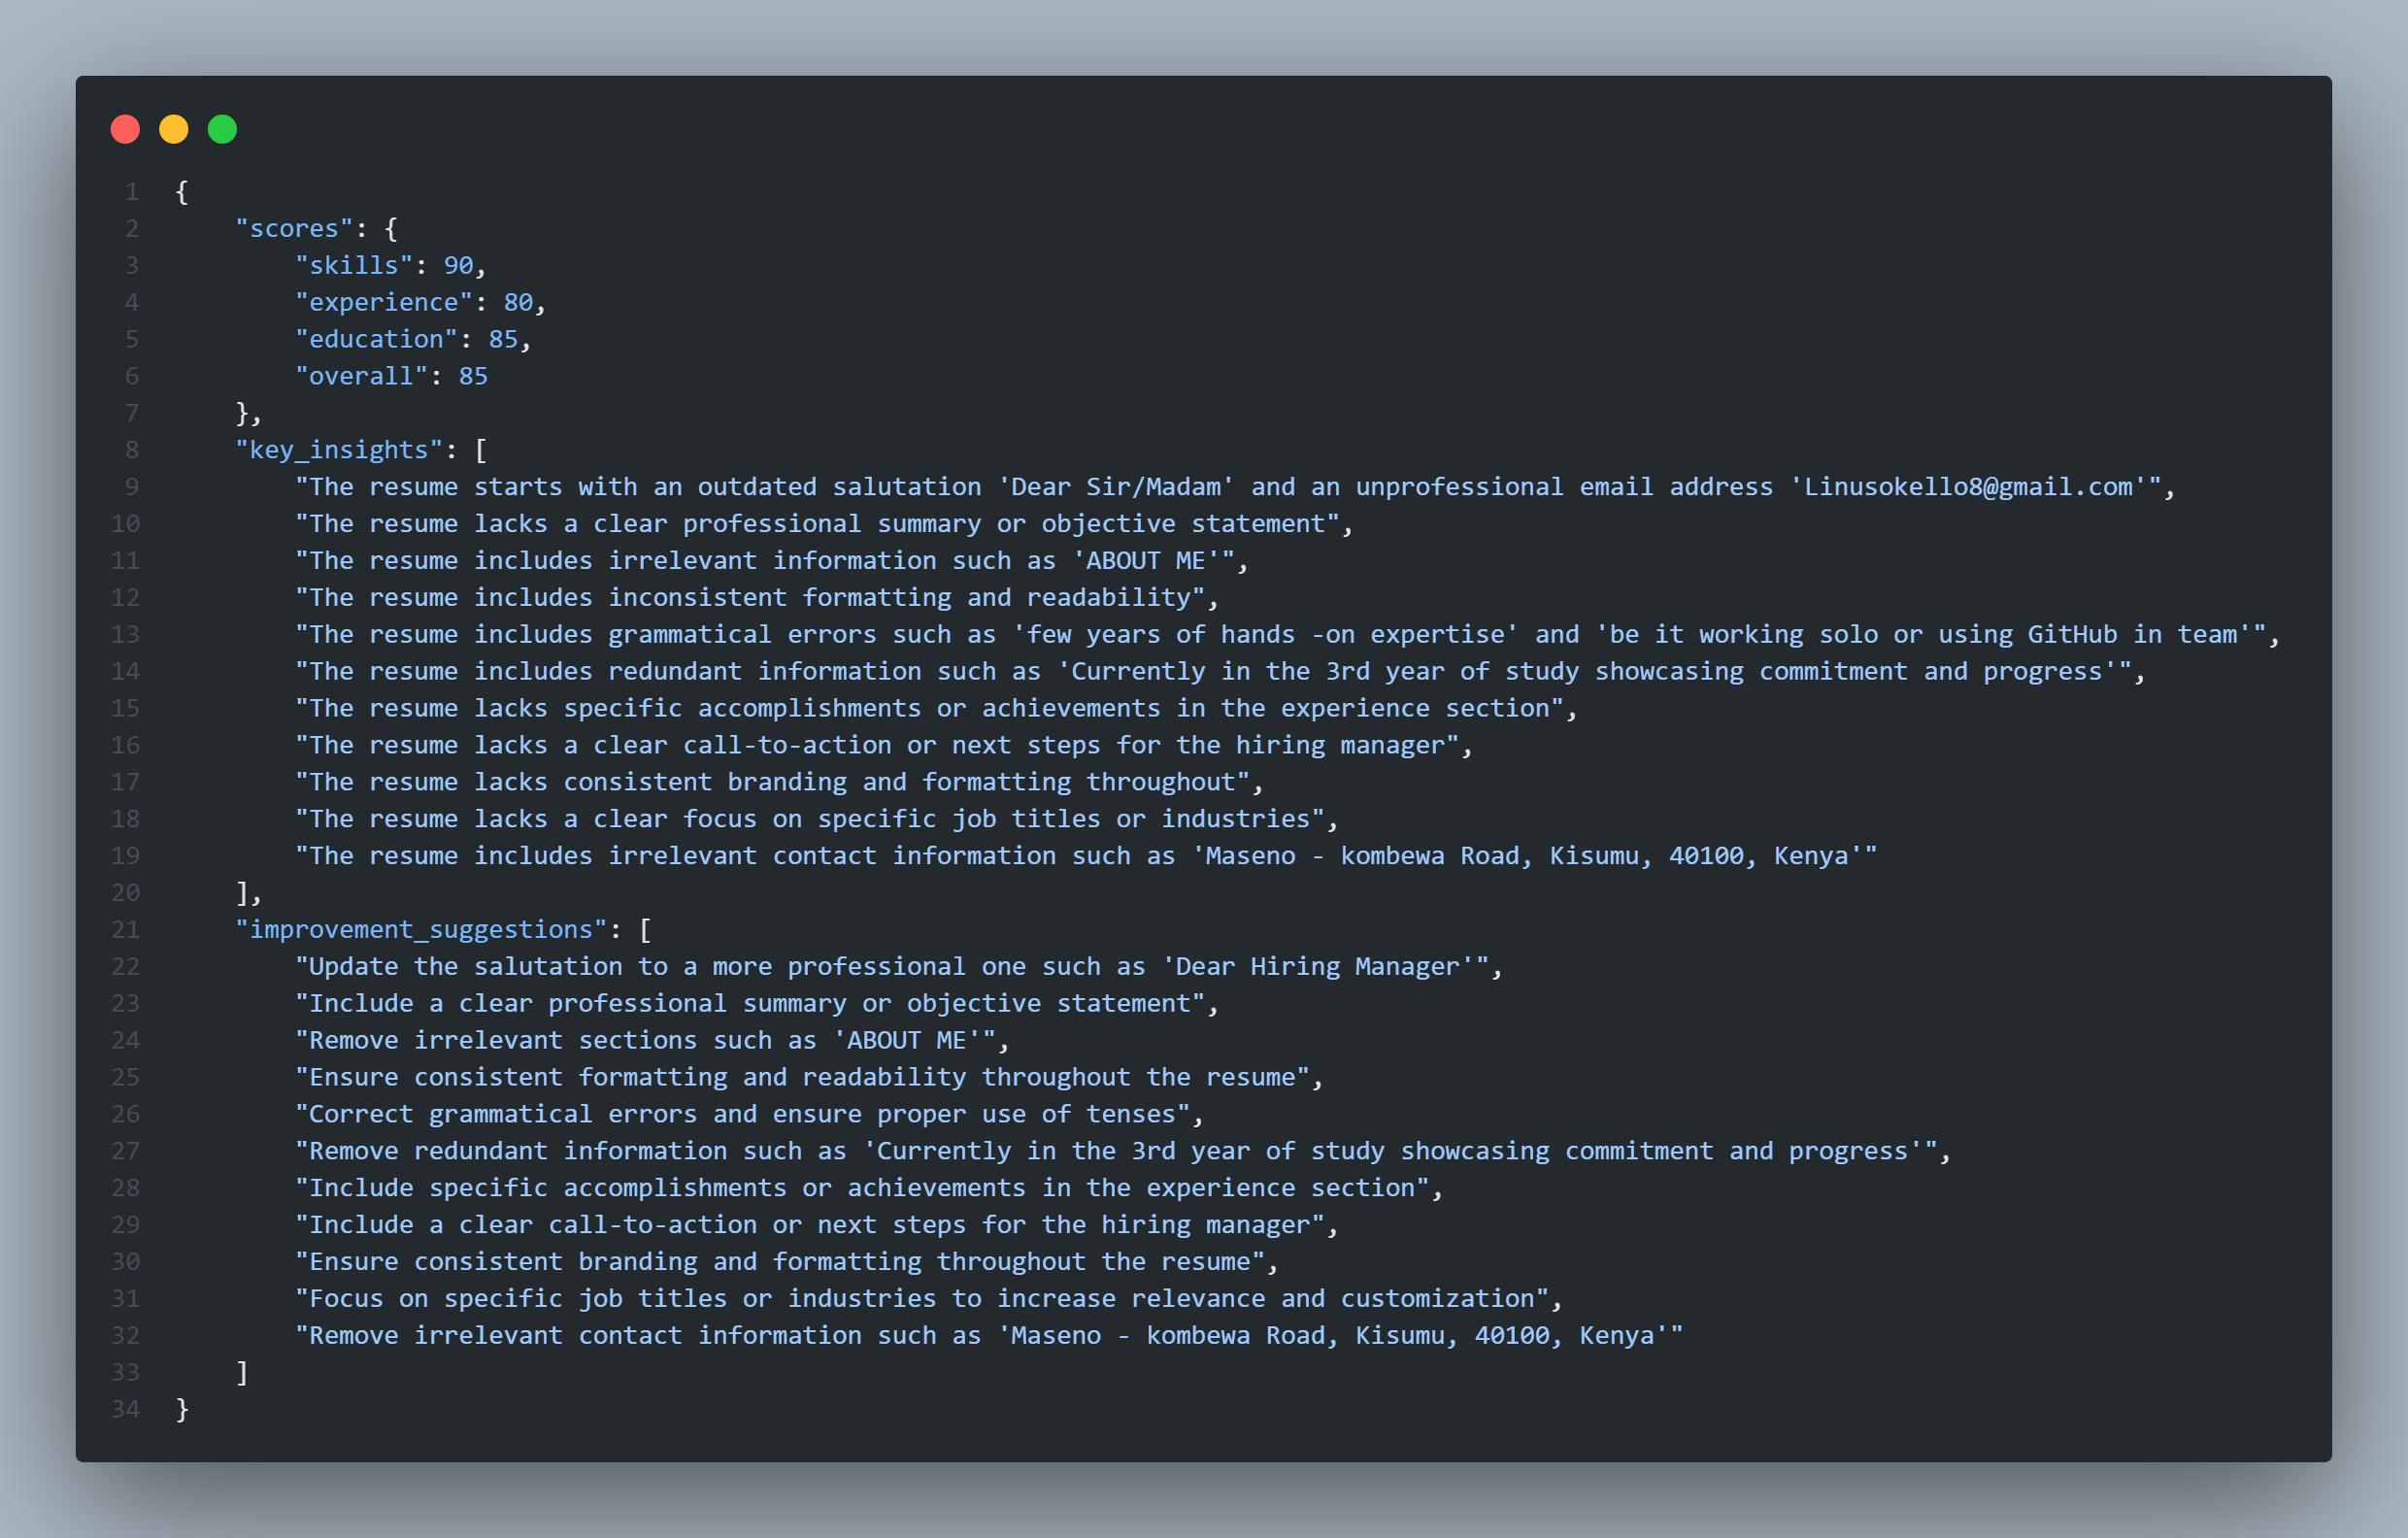 1 {
2     "scores": {
3         "skills": 90,
4         "experience": 80,
5         "education": 85,
6         "overall": 85
7     },
8     "key_insights": [
9         "The resume starts with an outdated salutation 'Dear Sir/Madam' and an unprofessional email address 'Linusokello8@gmail.com'",
10         "The resume lacks a clear professional summary or objective statement",
11         "The resume includes irrelevant information such as 'ABOUT ME'",
12         "The resume includes inconsistent formatting and readability",
13         "The resume includes grammatical errors such as 'few years of hands -on expertise' and 'be it working solo or using GitHub in team'",
14         "The resume includes redundant information such as 'Currently in the 3rd year of study showcasing commitment and progress'",
15         "The resume lacks specific accomplishments or achievements in the experience section",
16         "The resume lacks a clear call-to-action or next steps for the hiring manager",
17         "The resume lacks consistent branding and formatting throughout",
18         "The resume lacks a clear focus on specific job titles or industries",
19         "The resume includes irrelevant contact information such as 'Maseno - kombewa Road, Kisumu, 40100, Kenya'"
20     ],
21     "improvement_suggestions": [
22         "Update the salutation to a more professional one such as 'Dear Hiring Manager'",
23         "Include a clear professional summary or objective statement",
24         "Remove irrelevant sections such as 'ABOUT ME'",
25         "Ensure consistent formatting and readability throughout the resume",
26         "Correct grammatical errors and ensure proper use of tenses",
27         "Remove redundant information such as 'Currently in the 3rd year of study showcasing commitment and progress'",
28         "Include specific accomplishments or achievements in the experience section",
29         "Include a clear call-to-action or next steps for the hiring manager",
30         "Ensure consistent branding and formatting throughout the resume",
31         "Focus on specific job titles or industries to increase relevance and customization",
32         "Remove irrelevant contact information such as 'Maseno - kombewa Road, Kisumu, 40100, Kenya'"
33     ]
34 }